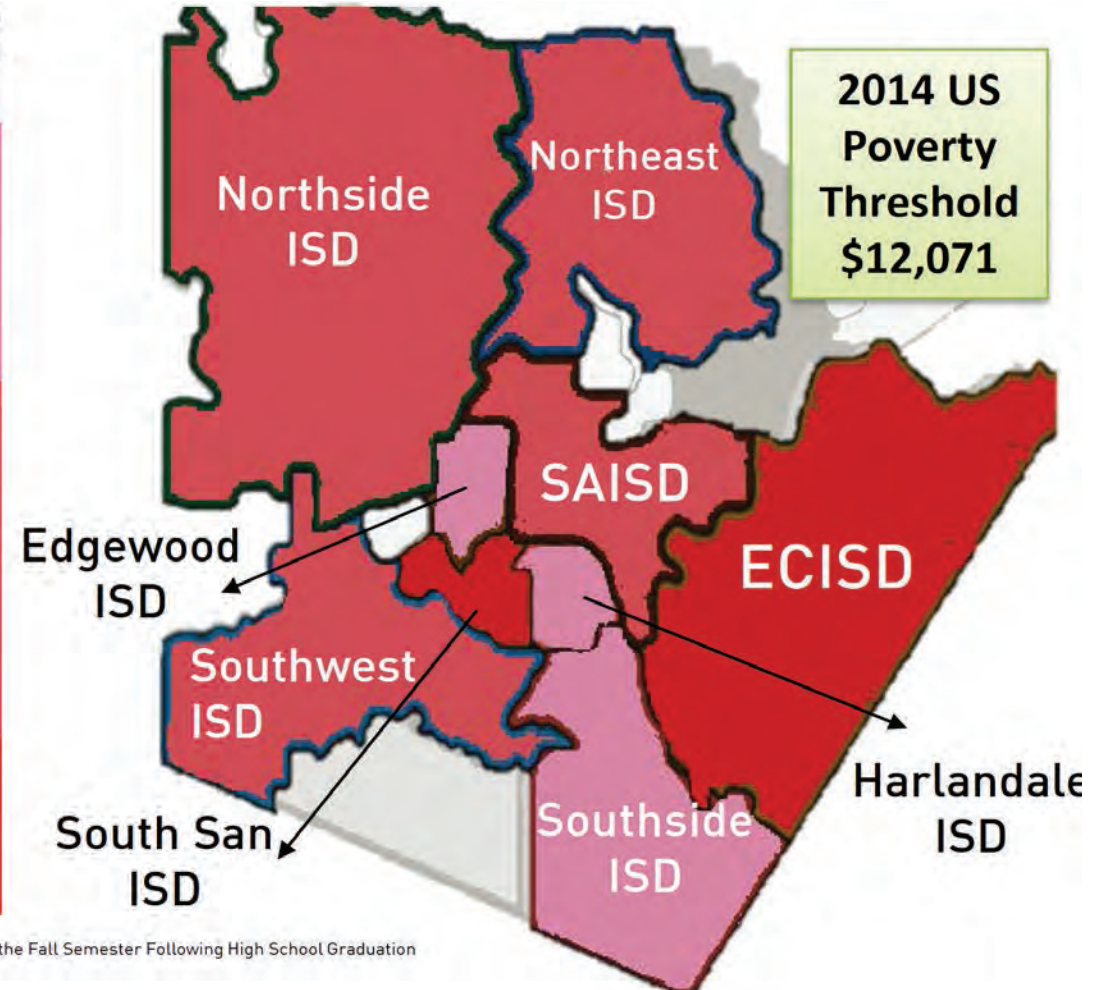 2014 US
Poverty
Threshold
$12,071
Northside
ISD
Northeast
ISD
SAISD
ECISD
Edgewood
ISD
Southwest
ISD
Harlandale
ISD
South San
ISD
Southside
ISD
the Fall Semester Following High School Graduation